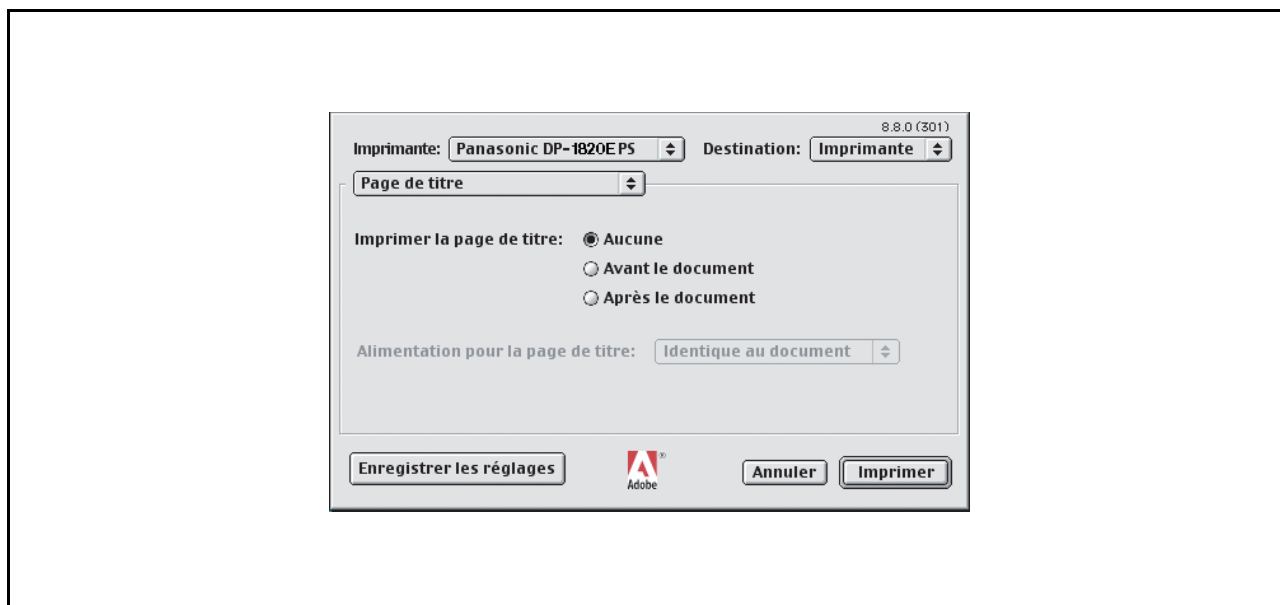 8.8.0 (301)
Imprimante: Panasonic DP-1820E PS Destination: Imprimante
Page de titre
Imprimer la page de titre: Aucune
Avant le document
Après le document
Alimentation pour la page de titre: Identique au document
Enregistrer les réglages
Adobe®
Annuler Imprimer